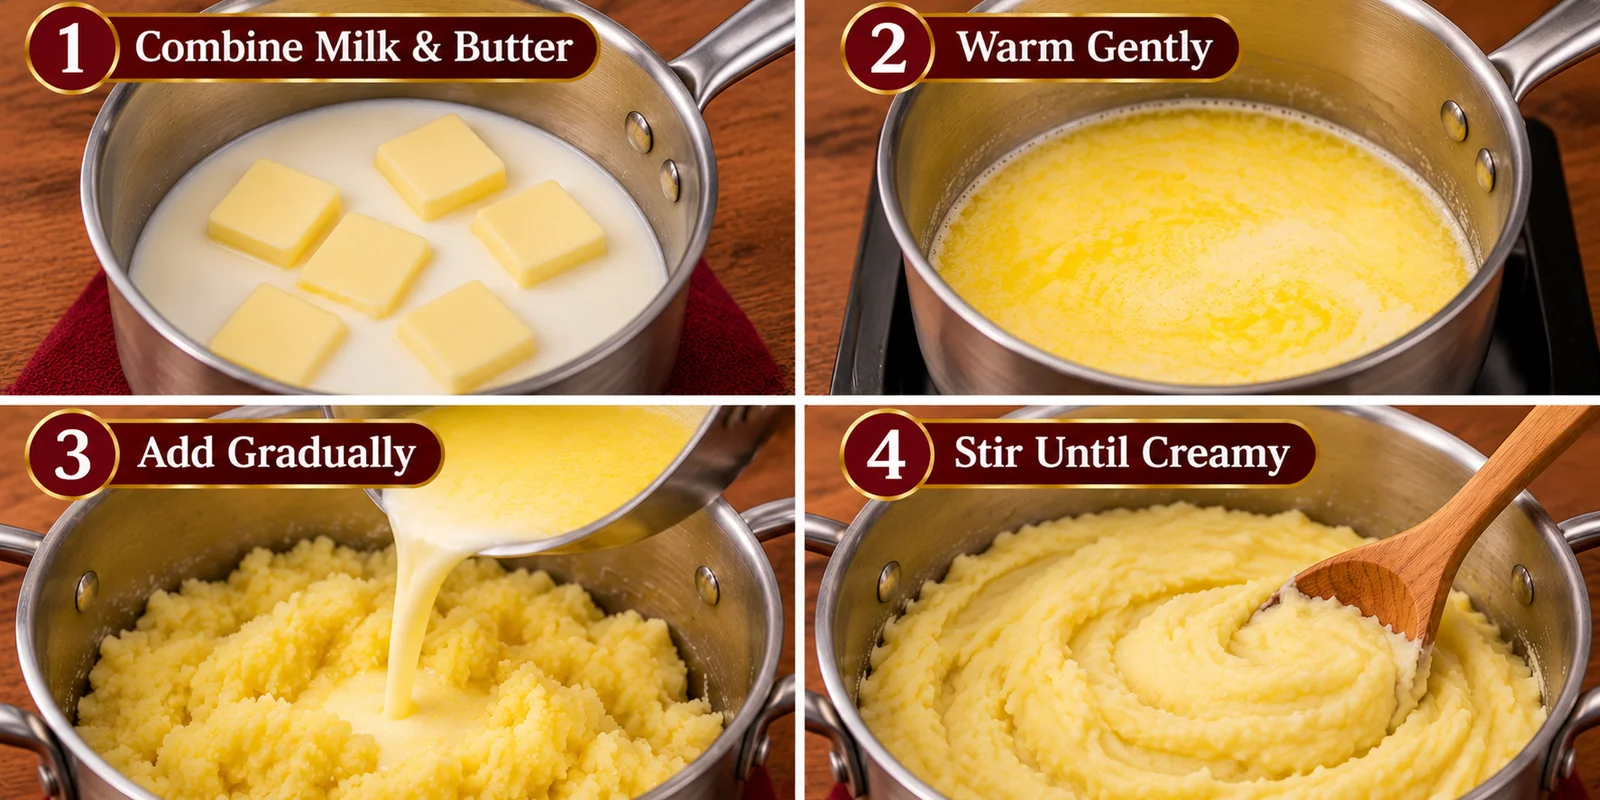 1 Combine Milk & Butter
2 Warm Gently
3 Add Gradually
4 Stir Until Creamy